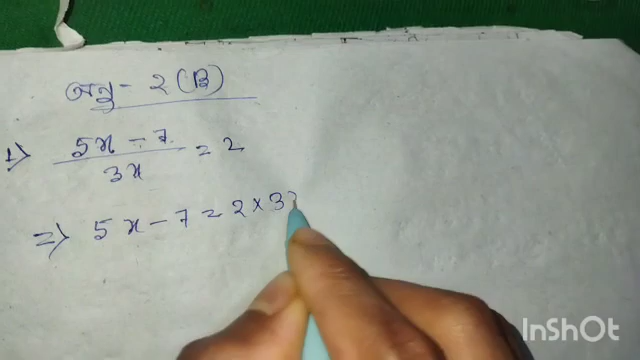 অনু - 2 (B)
1) 5x - 7 / 3x = 2
=> 5x - 7 = 2 × 3
InShOt